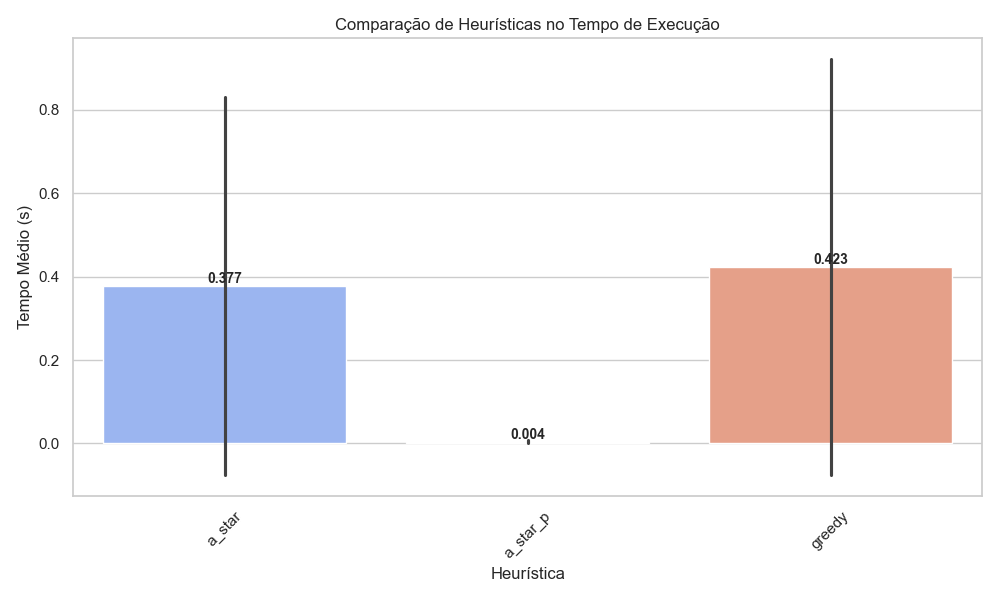 Comparação de Heurísticas no Tempo de Execução
Tempo Médio (s)
0.8
0.6
0.4
0.2
0.0
0.377
0.004
0.423
a_star
a_star_p
greedy
Heurística